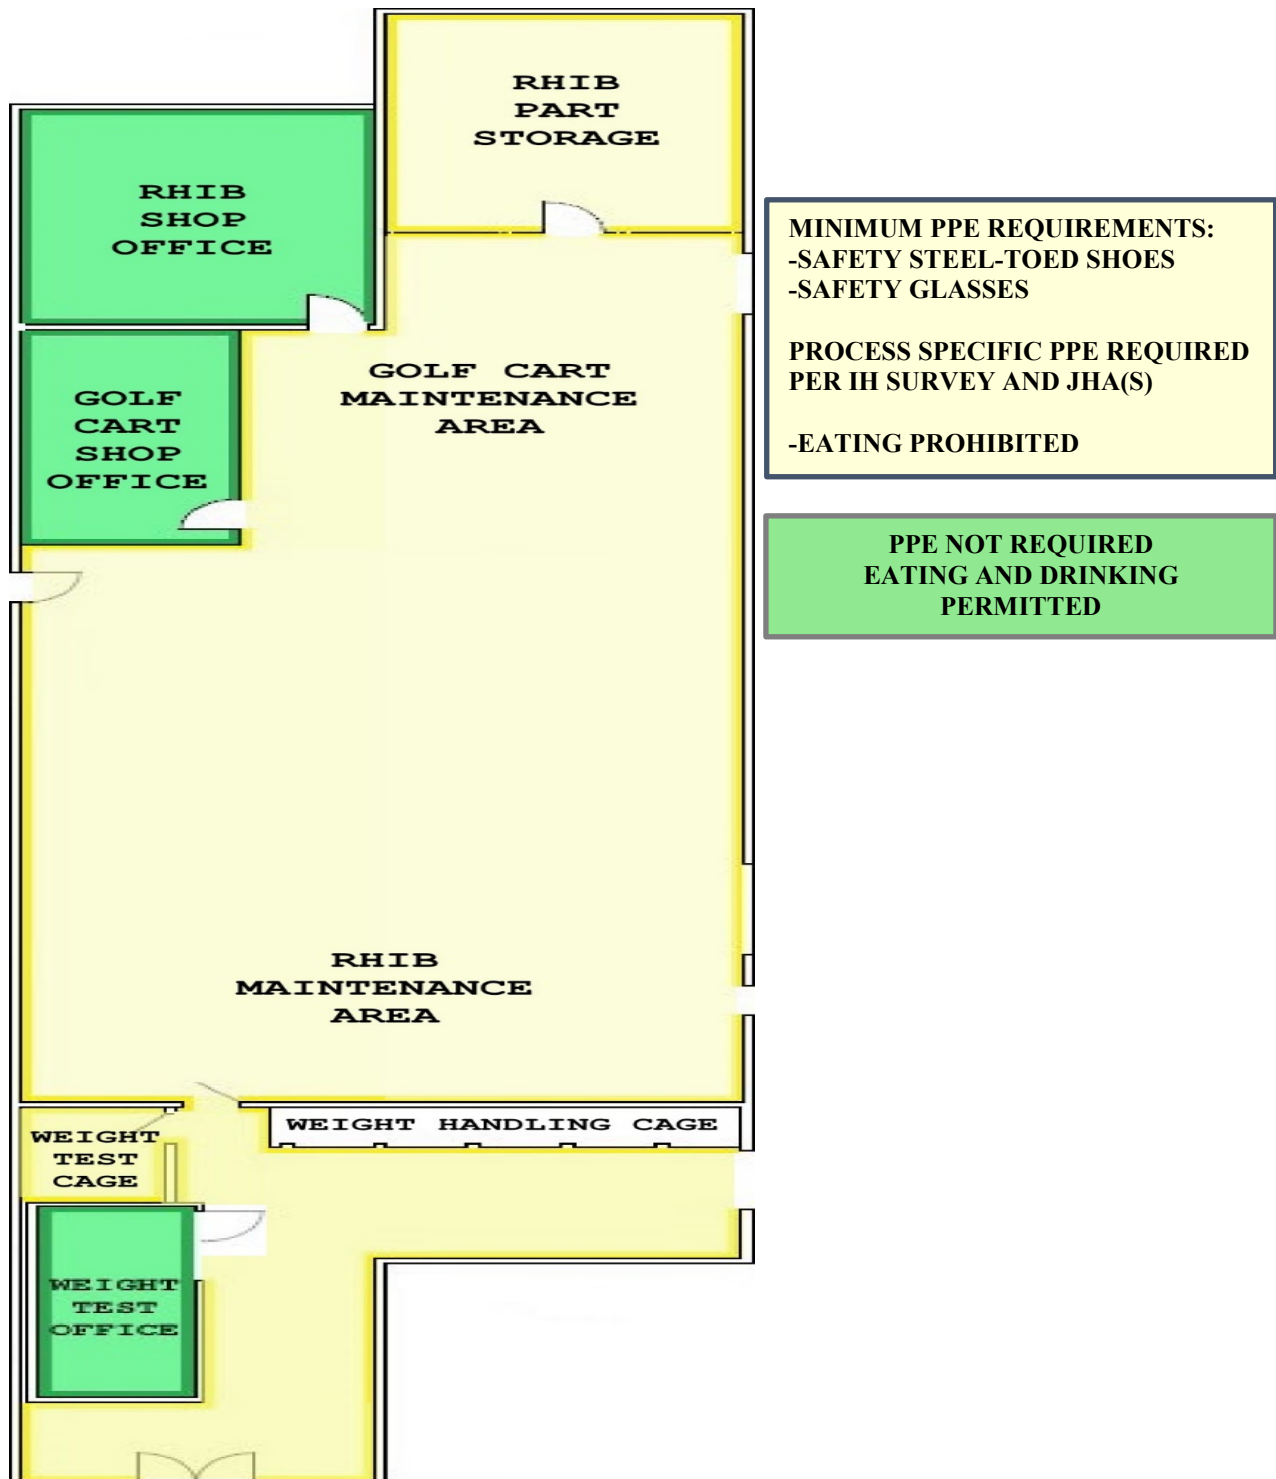 RHIB
PART
STORAGE
RHIB
SHOP
OFFICE
MINIMUM PPE REQUIREMENTS:
-SAFETY STEEL-TOED SHOES
-SAFETY GLASSES
PROCESS SPECIFIC PPE REQUIRED
PER IH SURVEY AND JHA(S)
-EATING PROHIBITED
GOLF CART
MAINTENANCE
AREA
GOLF
CART
SHOP
OFFICE
PPE NOT REQUIRED
EATING AND DRINKING
PERMITTED
RHIB
MAINTENANCE
AREA
WEIGHT HANDLING CAGE
WEIGHT
TEST
CAGE
WEIGHT
TEST
OFFICE